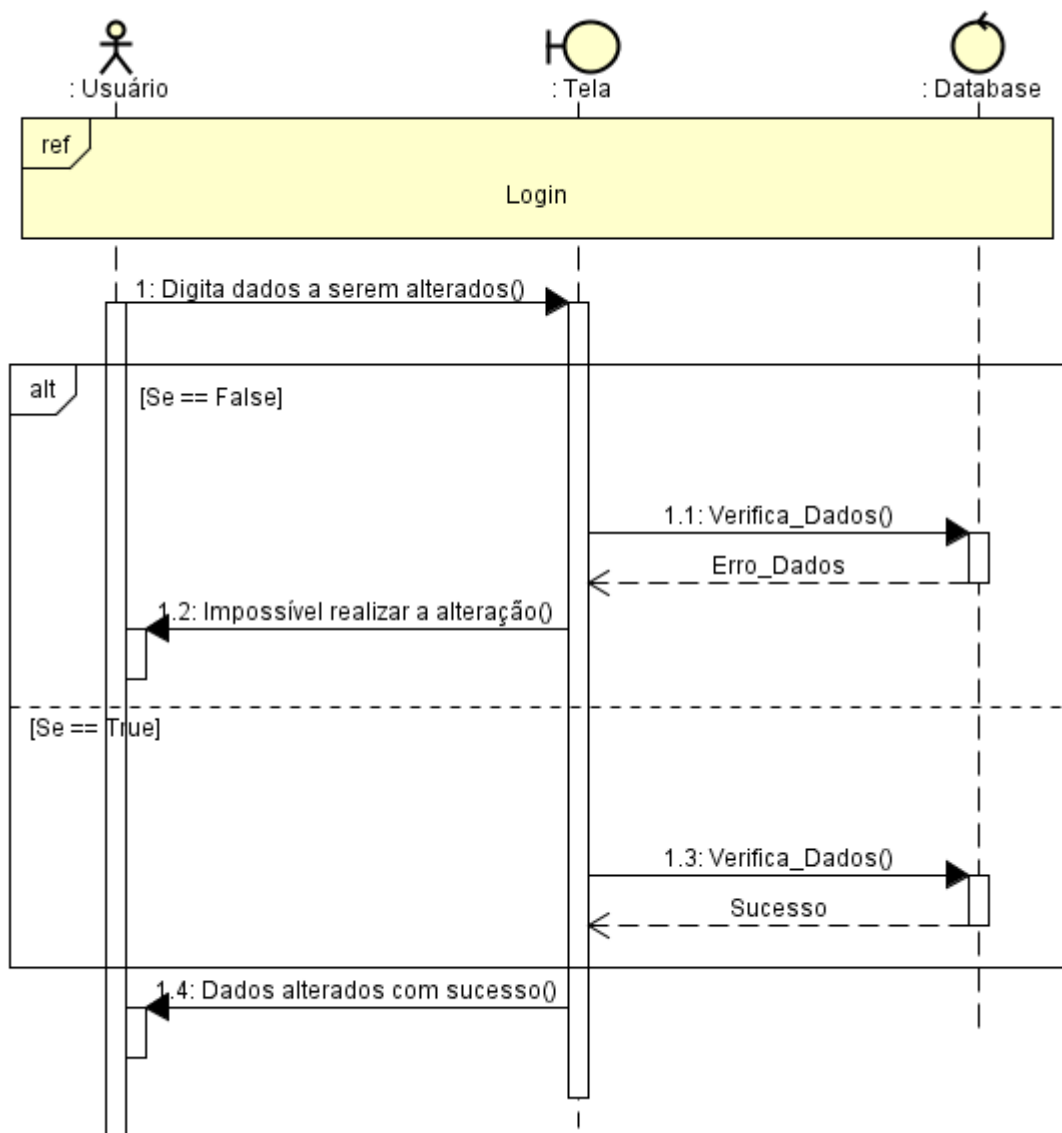 : Usuário
: Tela
: Database
ref
Login
1: Digita dados a serem alterados()
alt
[Se == False]
1.1: Verifica_Dados()
Erro_Dados
1.2: Impossível realizar a alteração()
[Se == True]
1.3: Verifica_Dados()
Sucesso
1.4: Dados alterados com sucesso()